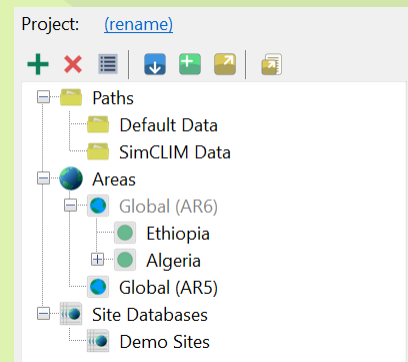 Project: (rename)
Paths
Default Data
SimCLIM Data
Areas
Global (AR6)
Ethiopia
Algeria
Global (AR5)
Site Databases
Demo Sites